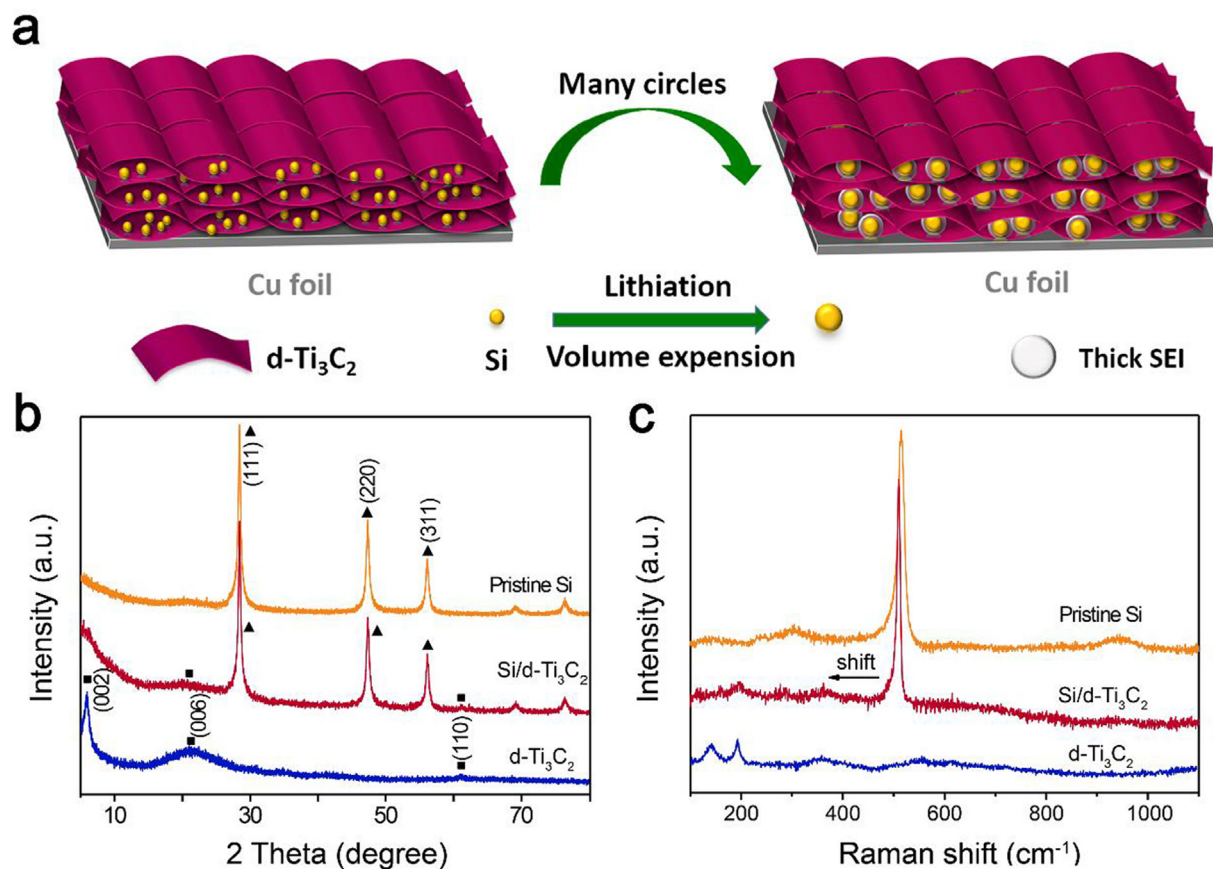 a
Many circles
Cu foil
Cu foil
Lithiation
d-Ti₃C₂
Si
Volume expension
Thick SEI
b
Intensity (a.u.)
(111)
(220)
(311)
Pristine Si
Si/d-Ti₃C₂
(002)
(006)
(110)
d-Ti₃C₂
10
30
50
70
2 Theta (degree)
c
Intensity (a.u.)
Pristine Si
shift
Si/d-Ti₃C₂
d-Ti₃C₂
200
400
600
800
1000
Raman shift (cm⁻¹)